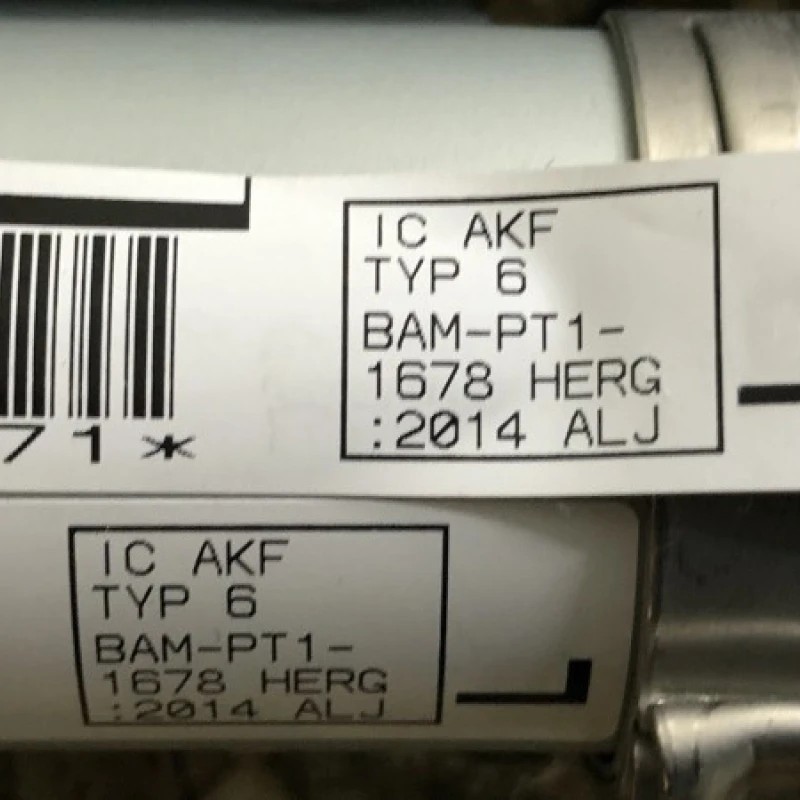 IC AKF
TYP 6
BAM-PT1-
1678 HERG
:2014 ALJ
71*
IC AKF
TYP 6
BAM-PT1-
1678 HERG
:2014 ALJ